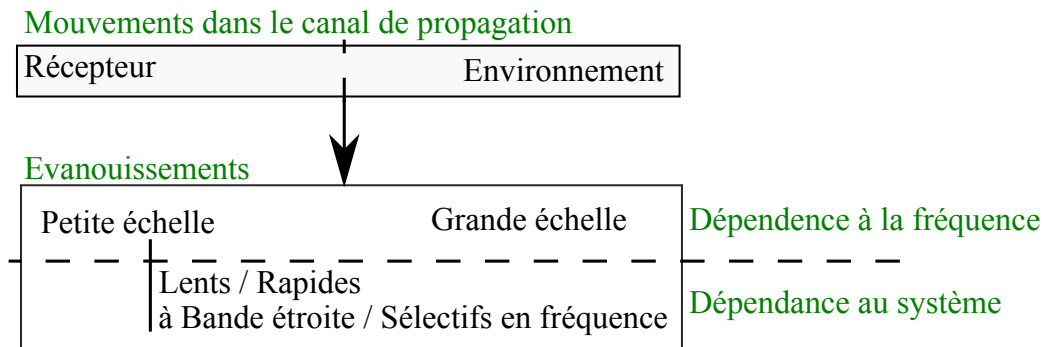 Mouvements dans le canal de propagation
Récepteur
Environnement
Evanouissements
Petite échelle
Grande échelle
Dépendence à la fréquence
Lents / Rapides
à Bande étroite / Sélectifs en fréquence
Dépendance au système